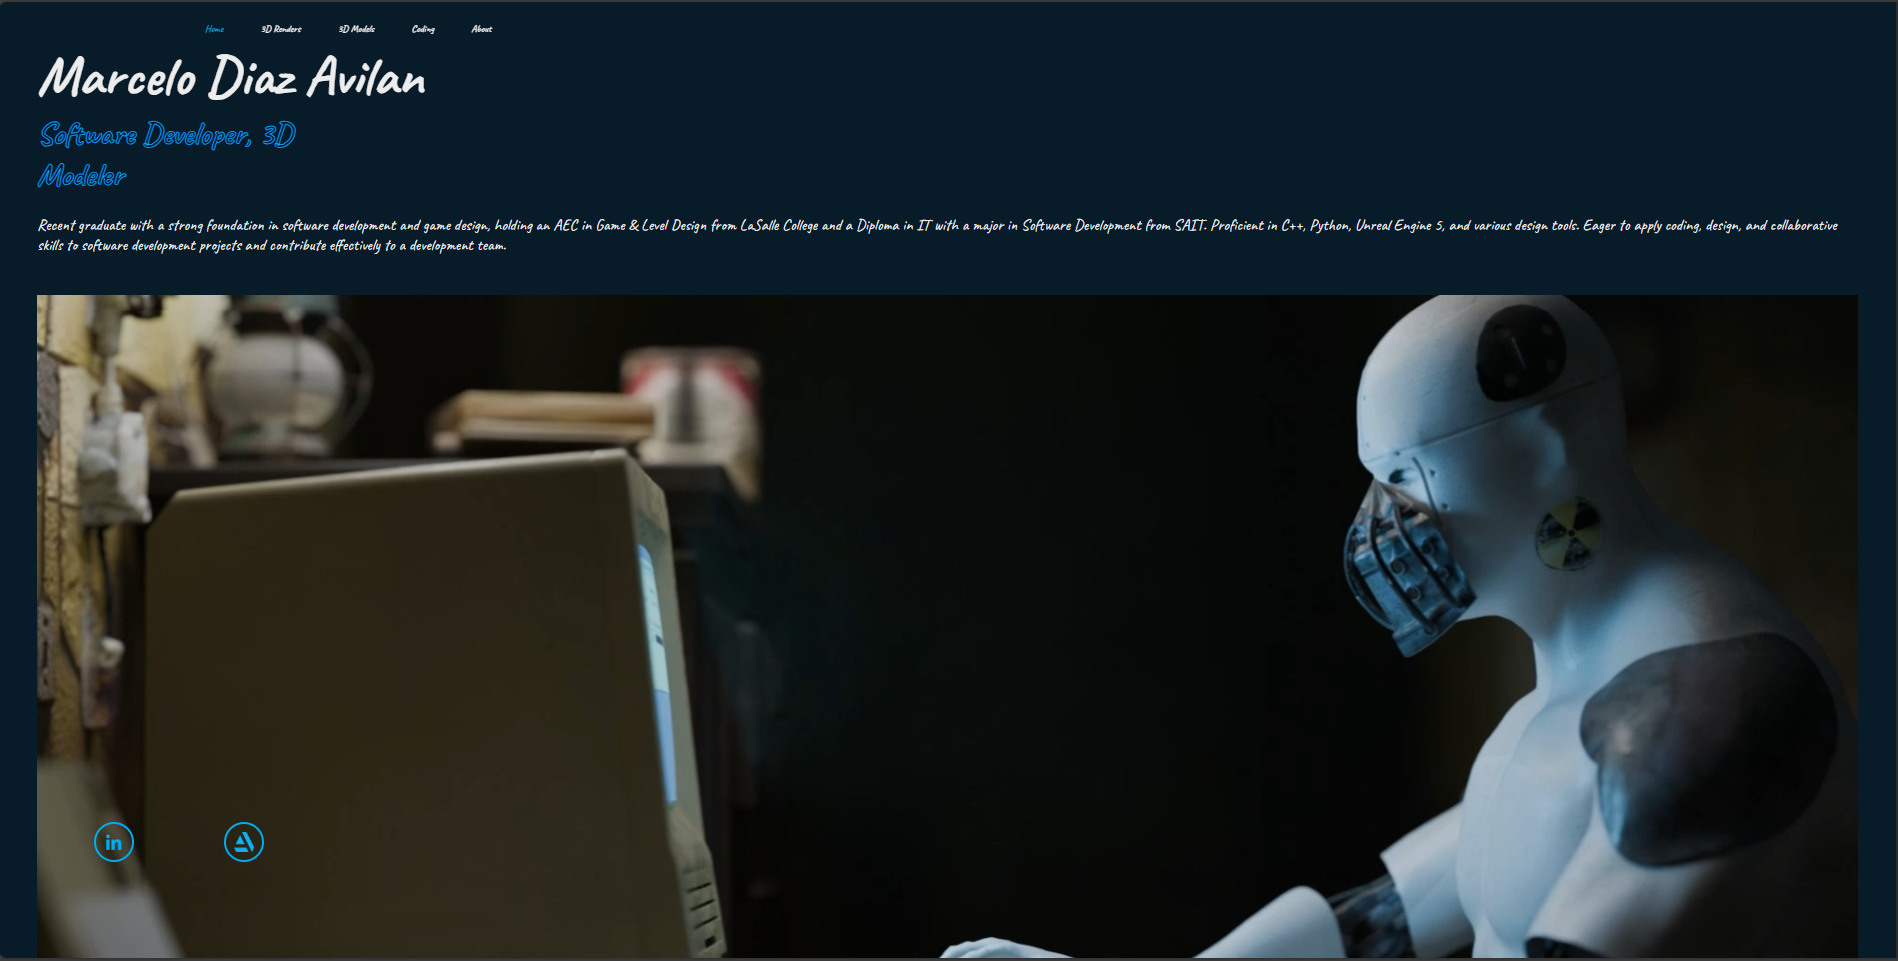 Home 3D Renders 3D Models Coding About
Marcelo Diaz Avilan
Software Developer, 3D
Modeler
Recent graduate with a strong foundation in software development and game design, holding an AEC in Game & Level Design from LaSalle College and a Diploma in IT with a major in Software Development from SAIT. Proficient in C++, Python, Unreal Engine 5, and various design tools. Eager to apply coding, design, and collaborative
skills to software development projects and contribute effectively to a development team.
in